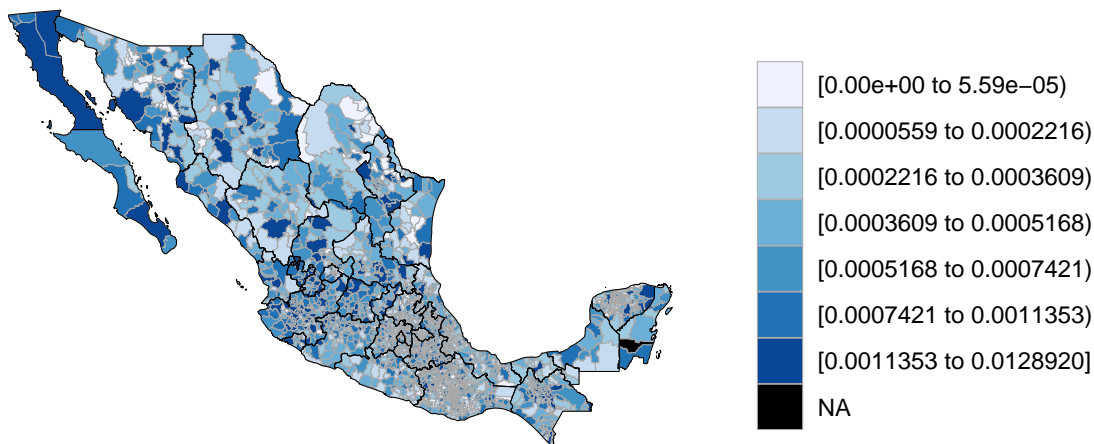 [0.00e+00 to 5.59e−05)
[0.0000559 to 0.0002216)
[0.0002216 to 0.0003609)
[0.0003609 to 0.0005168)
[0.0005168 to 0.0007421)
[0.0007421 to 0.0011353)
[0.0011353 to 0.0128920]
NA